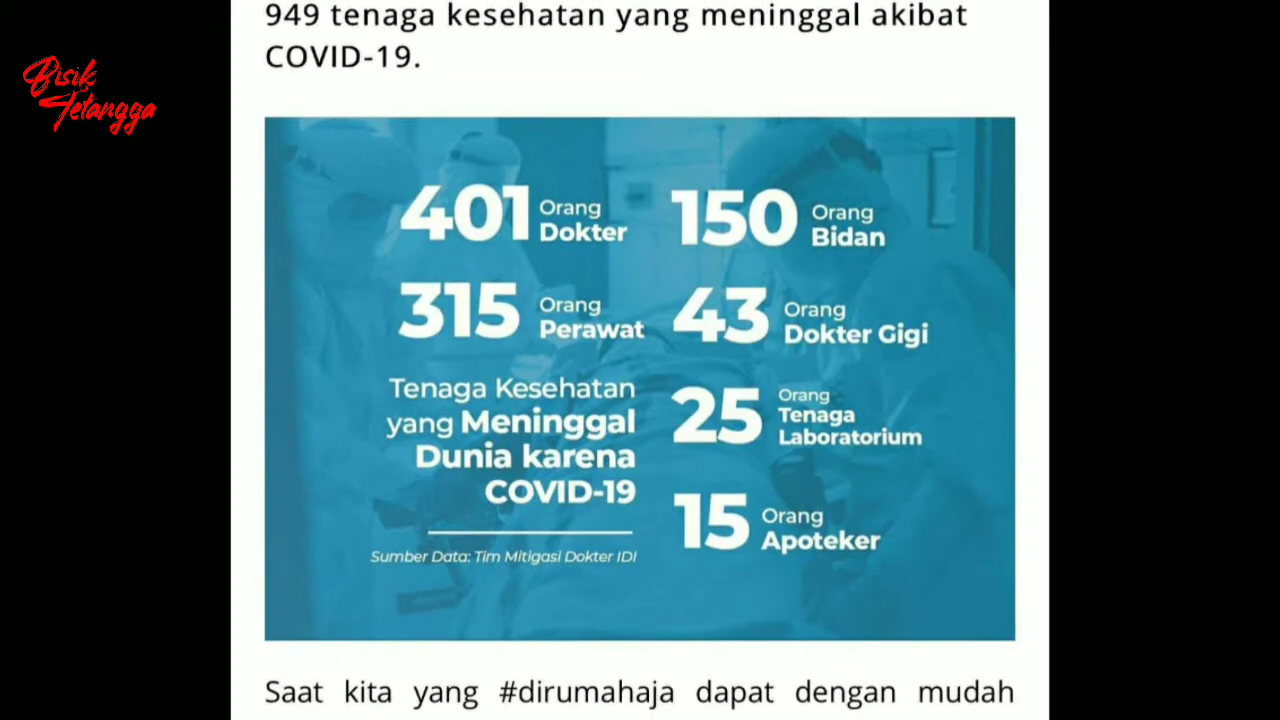 949 tenaga kesehatan yang meninggal akibat
COVID-19.
Bisik
Tetangga
401 Orang
Dokter
150 Orang
Bidan
315 Orang
Perawat
43 Orang
Dokter Gigi
Tenaga Kesehatan
yang Meninggal
Dunia karena
COVID-19
Sumber Data: Tim Mitigasi Dokter IDI
25 Orang
Tenaga
Laboratorium
15 Orang
Apoteker
Saat kita yang #dirumahaja dapat dengan mudah